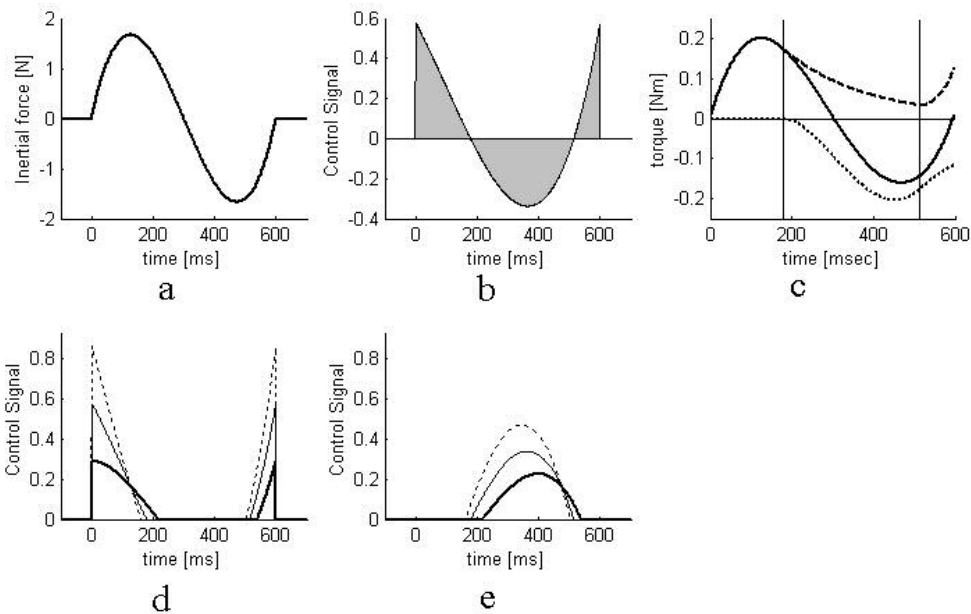 2
1
0
-1
-2
Inertial force [N]
0 200 400 600
time [ms]
a
0.6
0.4
0.2
0
-0.2
-0.4
Control Signal
0 200 400 600
time [ms]
b
0.2
0.1
0
-0.1
-0.2
torque [Nm]
0 200 400 600
time [msec]
c
0.8
0.6
0.4
0.2
0
Control Signal
0 200 400 600
time [ms]
d
0.8
0.6
0.4
0.2
0
Control Signal
0 200 400 600
time [ms]
e